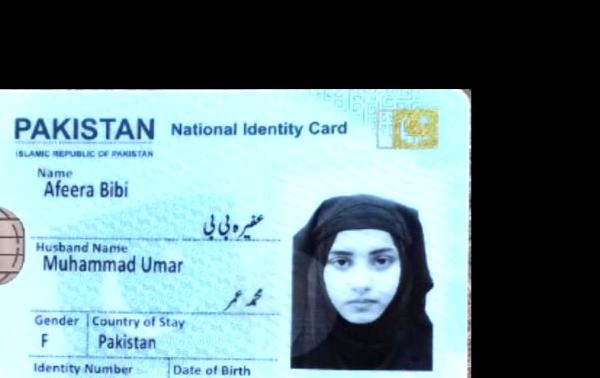 PAKISTAN National Identity Card
ISLAMIC REPUBLIC OF PAKISTAN
Name
Afeera Bibi
عفیرہ بی بی
Husband Name
Muhammad Umar
محمد عمر
Gender Country of Stay
F Pakistan
Identity Number Date of Birth